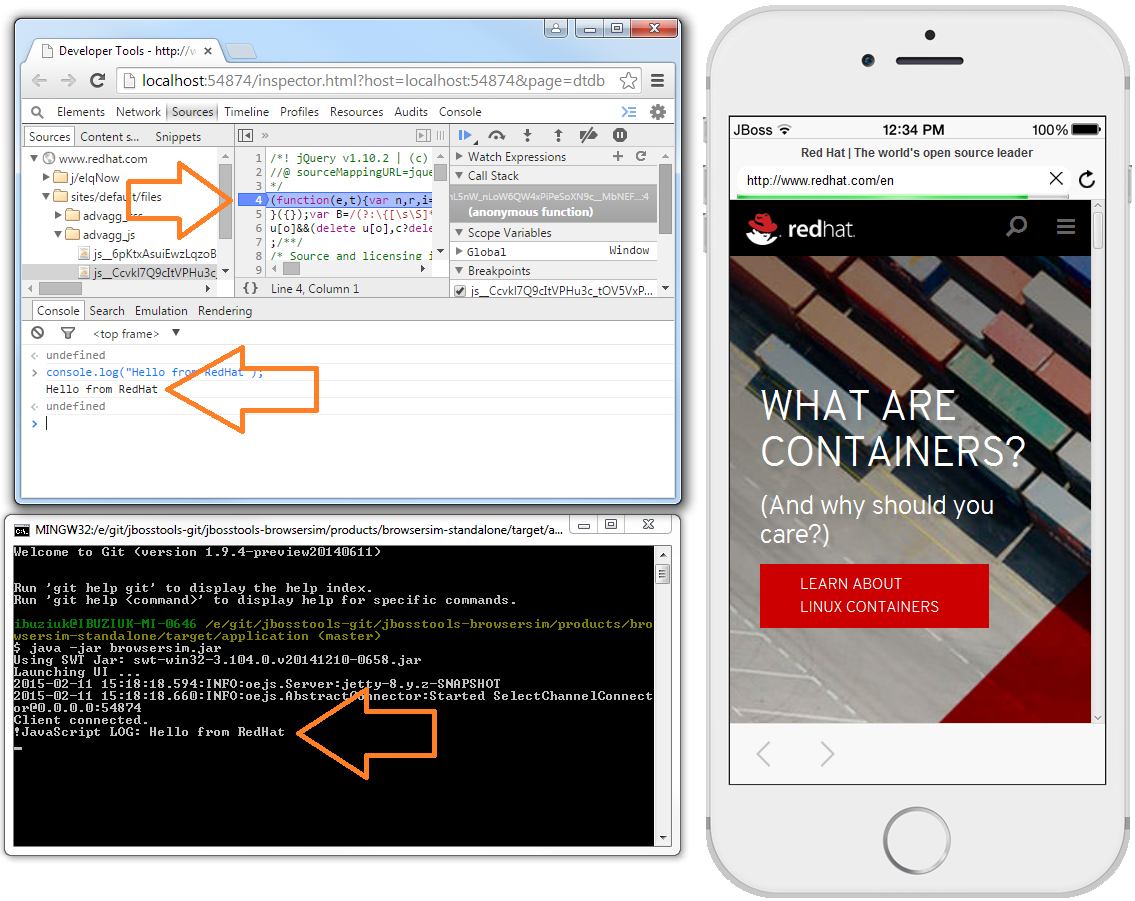 Developer Tools - http://w
localhost:54874/inspector.html?host=localhost:54874&page=dtdb
Elements Network Sources Timeline Profiles Resources Audits Console
Sources Content s... Snippets
www.redhat.com
j/elqNow
sites/default/files
advagg_css
advagg_js
js__6pKtxAsuiEwzLqzoB
js__CcvkI7Q9cItVPHu3c
1 /*! jQuery v1.10.2 | (c)
2 //@ sourceMappingURL=jque
3 */
4 (function(e,t){var n,r,i=
5 }({});var B=/(?:\{[\s\S]*
6 u[o]&&(delete u[o],c?dele
7 ;/**/
8 /* Source and licensing i
9
{} Line 4, Column 1
Watch Expressions
Call Stack
(anonymous function)
Scope Variables
Global Window
Breakpoints
js__CcvkI7Q9cItVPHu3c_tOV5VxP...
Console Search Emulation Rendering
<top frame>
undefined
console.log("Hello from RedHat");
Hello from RedHat
undefined
MINGW32:/e/git/jbosstools-git/jbosstools-browsersim/products/browsersim-standalone/target/a...
Welcome to Git (version 1.9.4-preview20140611)
Run 'git help git' to display the help index.
Run 'git help <command>' to display help for specific commands.
ibuziuk@IBUZIUK-MI-0646 /e/git/jbosstools-git/jbosstools-browsersim/products/bro
wsersim-standalone/target/application (master)
$ java -jar browsersim.jar
Using SWT Jar: swt-win32-3.104.0.v20141210-0658.jar
Launching UI ...
2015-02-11 15:18:18.594:INFO:oejs.Server:jetty-8.y.z-SNAPSHOT
2015-02-11 15:18:18.660:INFO:oejs.AbstractConnector:Started SelectChannelConnect
or@0.0.0.0:54874
Client connected.
!JavaScript LOG: Hello from RedHat
JBoss 12:34 PM 100%
Red Hat | The world's open source leader
http://www.redhat.com/en
redhat.
WHAT ARE
CONTAINERS?
(And why should you
care?)
LEARN ABOUT
LINUX CONTAINERS